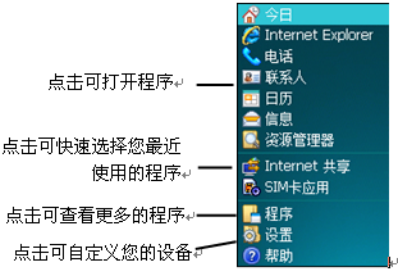 今日
Internet Explorer
电话
联系人
日历
信息
资源管理器
Internet 共享
SIM卡应用
程序
设置
帮助
点击可打开程序
点击可快速选择您最近
使用的程序
点击可查看更多的程序
点击可自定义您的设备